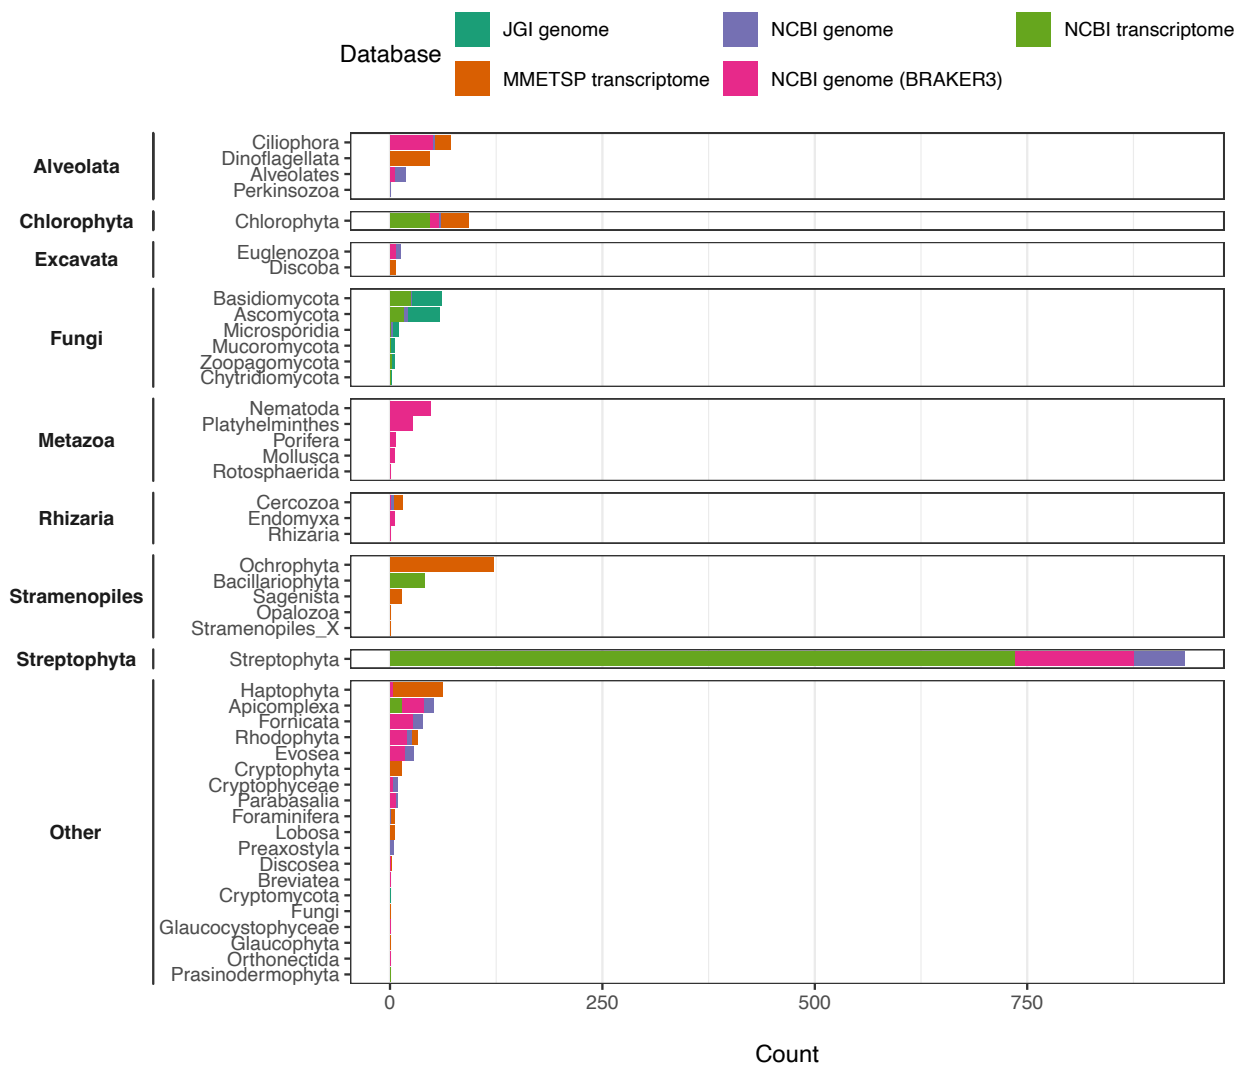 Database
JGI genome
NCBI genome
NCBI transcriptome
MMETSP transcriptome
NCBI genome (BRAKER3)
Alveolata
Ciliophora
Dinoflagellata
Alveolates
Perkinsozoa
Chlorophyta
Chlorophyta
Excavata
Euglenozoa
Discoba
Fungi
Basidiomycota
Ascomycota
Microsporidia
Mucoromycota
Zoopagomycota
Chytridiomycota
Metazoa
Nematoda
Platyhelminthes
Porifera
Mollusca
Rotosphaerida
Rhizaria
Cercozoa
Endomyxa
Rhizaria
Stramenopiles
Ochrophyta
Bacillariophyta
Sagenista
Opalozoa
Stramenopiles_X
Streptophyta
Streptophyta
Other
Haptophyta
Apicomplexa
Fornicata
Rhodophyta
Evosea
Cryptophyta
Cryptophyceae
Parabasalia
Foraminifera
Lobosa
Preaxostyla
Discosea
Breviatea
Cryptomycota
Fungi
Glaucocystophyceae
Glaucophyta
Orthonectida
Prasinodermophyta
0
250
500
750
Count